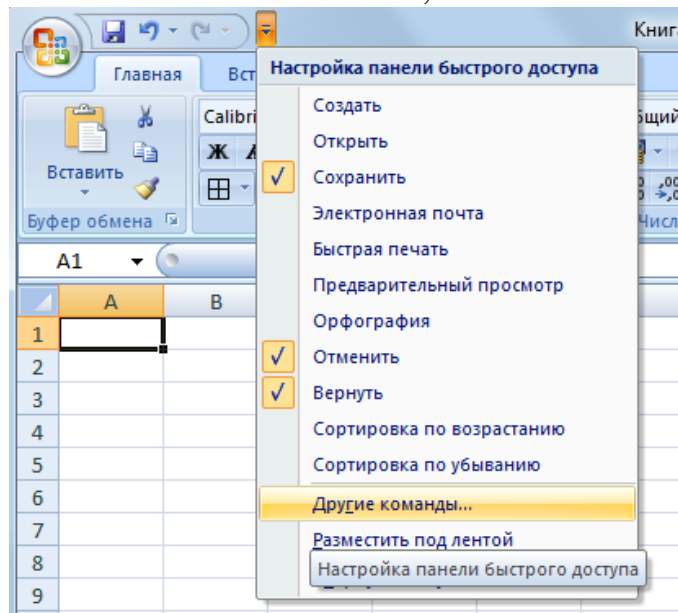 Книг
Главная Вст
Calibri
бщий
Ж
Вставить
Буфер обмена
Числ
A1
A B
1
2
3
4
5
6
7
8
9
Настройка панели быстрого доступа
Создать
Открыть
Сохранить
Электронная почта
Быстрая печать
Предварительный просмотр
Орфография
Отменить
Вернуть
Сортировка по возрастанию
Сортировка по убыванию
Другие команды...
Разместить под лентой
Настройка панели быстрого доступа